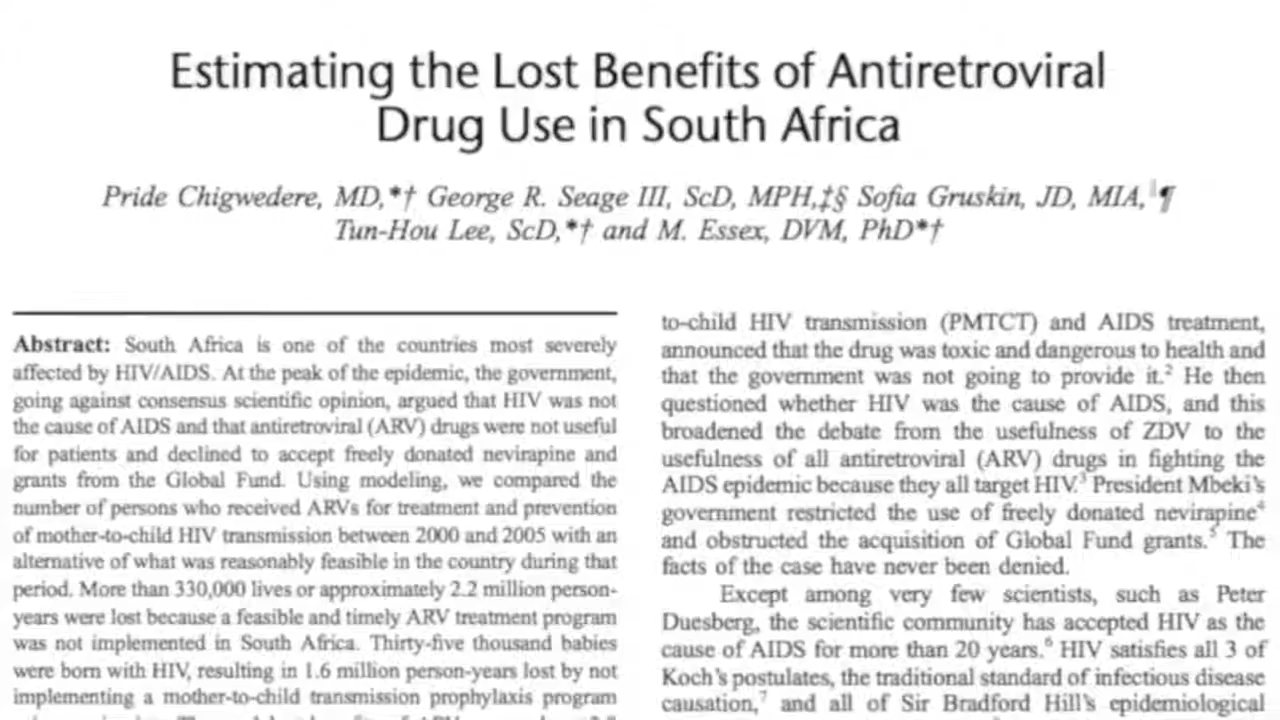 Estimating the Lost Benefits of Antiretroviral
Drug Use in South Africa
Pride Chigwedere, MD,*† George R. Seage III, ScD, MPH,‡§ Sofia Gruskin, JD, MIA,‖¶
Tun-Hou Lee, ScD,*† and M. Essex, DVM, PhD*†
Abstract: South Africa is one of the countries most severely
affected by HIV/AIDS. At the peak of the epidemic, the government,
going against consensus scientific opinion, argued that HIV was not
the cause of AIDS and that antiretroviral (ARV) drugs were not useful
for patients and declined to accept freely donated nevirapine and
grants from the Global Fund. Using modeling, we compared the
number of persons who received ARVs for treatment and prevention
of mother-to-child HIV transmission between 2000 and 2005 with an
alternative of what was reasonably feasible in the country during that
period. More than 330,000 lives or approximately 2.2 million person-
years were lost because a feasible and timely ARV treatment program
was not implemented in South Africa. Thirty-five thousand babies
were born with HIV, resulting in 1.6 million person-years lost by not
implementing a mother-to-child transmission prophylaxis program
to-child HIV transmission (PMTCT) and AIDS treatment,
announced that the drug was toxic and dangerous to health and
that the government was not going to provide it.² He then
questioned whether HIV was the cause of AIDS, and this
broadened the debate from the usefulness of ZDV to the
usefulness of all antiretroviral (ARV) drugs in fighting the
AIDS epidemic because they all target HIV.³ President Mbeki's
government restricted the use of freely donated nevirapine⁴
and obstructed the acquisition of Global Fund grants.⁵ The
facts of the case have never been denied.
Except among very few scientists, such as Peter
Duesberg, the scientific community has accepted HIV as the
cause of AIDS for more than 20 years.⁶ HIV satisfies all 3 of
Koch's postulates, the traditional standard of infectious disease
causation,⁷ and all of Sir Bradford Hill's epidemiological